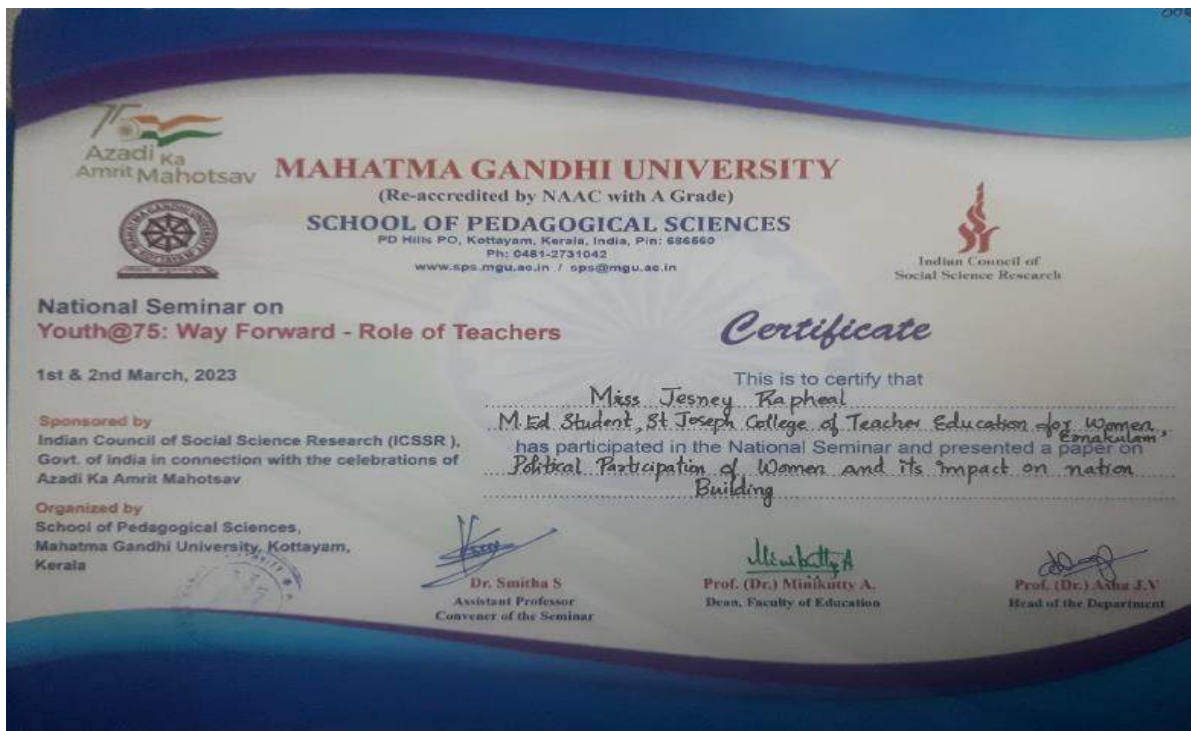 75
Azadi Ka
Amrit Mahotsav
MAHATMA GANDHI UNIVERSITY
(Re-accredited by NAAC with A Grade)
SCHOOL OF PEDAGOGICAL SCIENCES
PD Hills PO, Kottayam, Kerala, India, Pin: 686560
Ph: 0481-2731042
www.sps.mgu.ac.in / sps@mgu.ac.in
Indian Council of
Social Science Research
National Seminar on
Youth@75: Way Forward - Role of Teachers
1st & 2nd March, 2023
Sponsored by
Indian Council of Social Science Research (ICSSR ),
Govt. of India in connection with the celebrations of
Azadi Ka Amrit Mahotsav
Organized by
School of Pedagogical Sciences,
Mahatma Gandhi University, Kottayam,
Kerala
Certificate
This is to certify that
Miss Jesney Rapheal
M.Ed Student, St Joseph College of Teacher Education for Women,
Ernakulam,
has participated in the National Seminar and presented a paper on
Political Participation of Women and its impact on nation
Building
Dr. Smitha S
Assistant Professor
Convener of the Seminar
Minikutty A
Prof. (Dr.) Minikutty A.
Dean, Faculty of Education
Prof. (Dr.) Asha J.V
Head of the Department